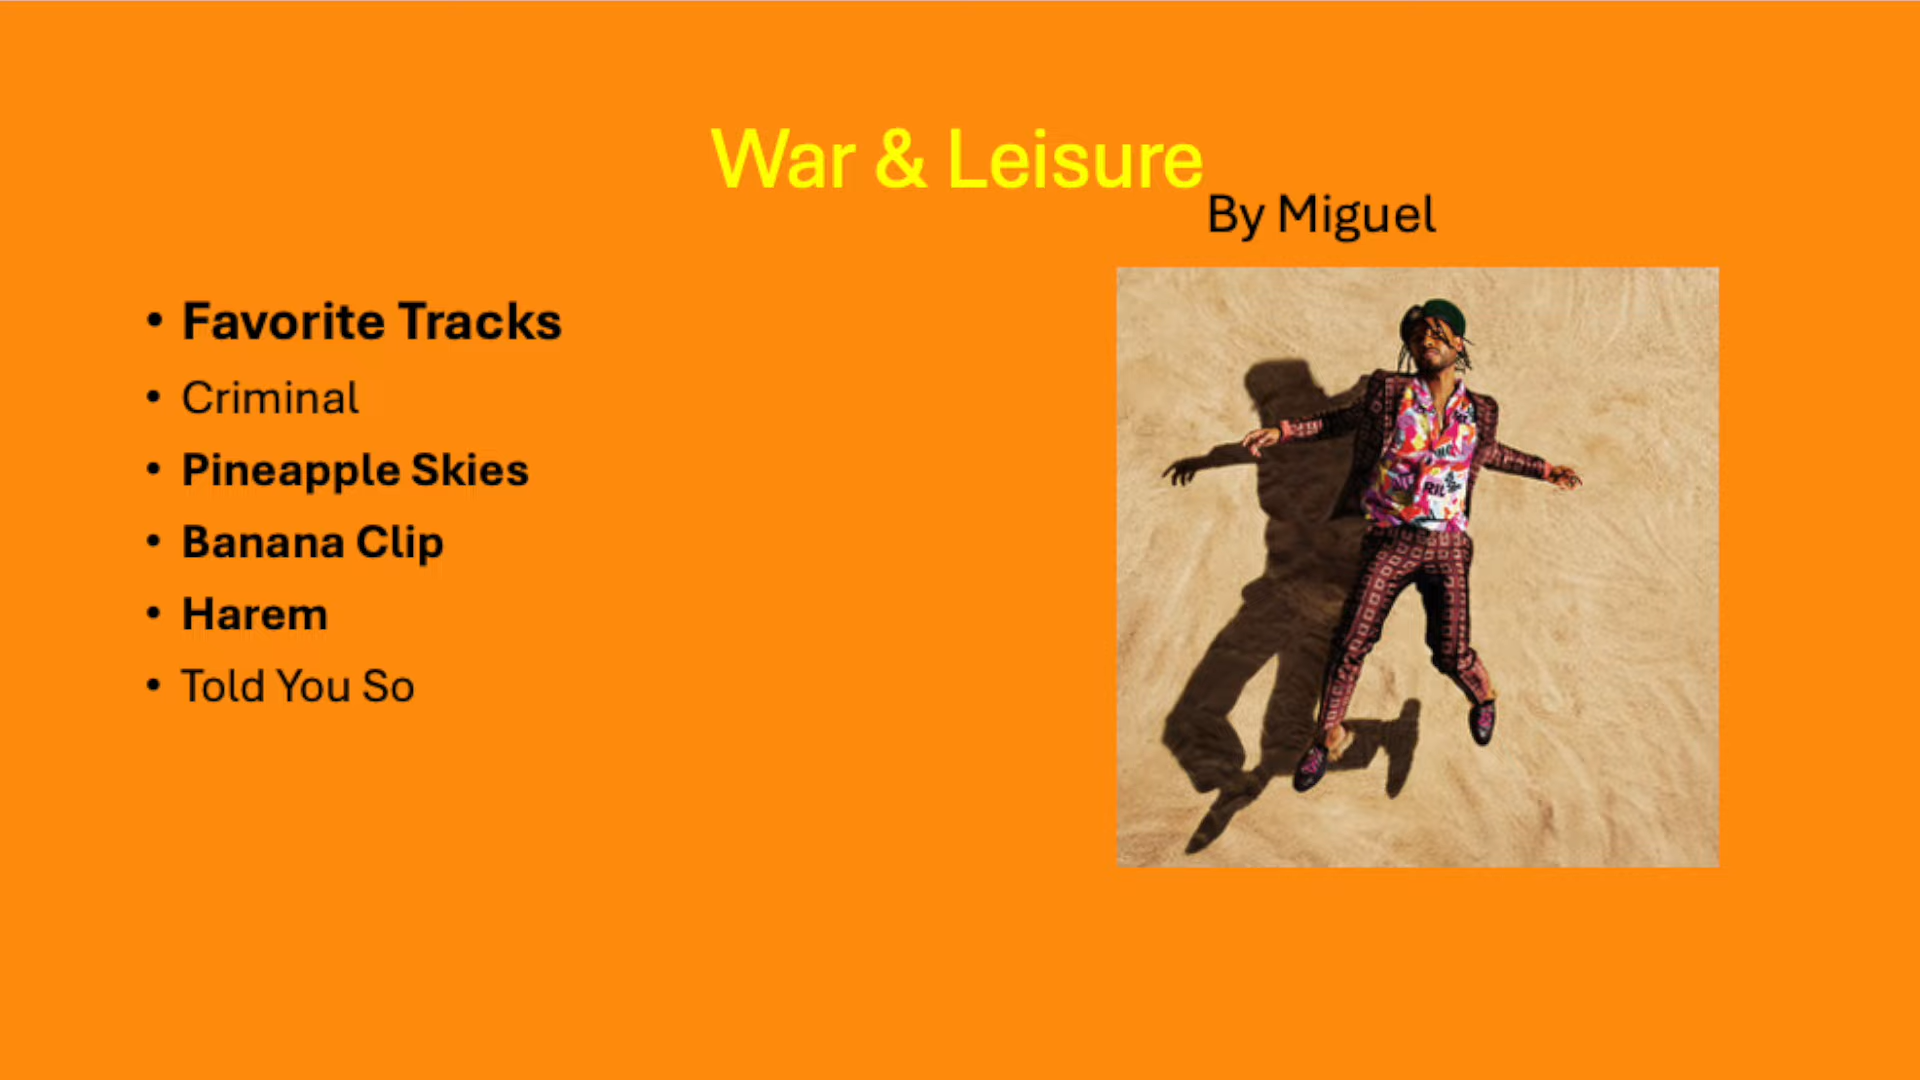 War & Leisure
By Miguel
• Favorite Tracks
• Criminal
• Pineapple Skies
• Banana Clip
• Harem
• Told You So